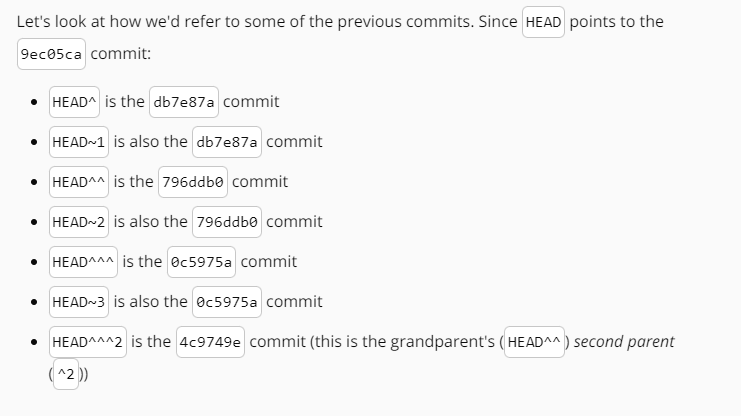 Let's look at how we'd refer to some of the previous commits. Since HEAD points to the
9ec05ca commit:
• HEAD^ is the db7e87a commit
• HEAD~1 is also the db7e87a commit
• HEAD^^ is the 796ddb0 commit
• HEAD~2 is also the 796ddb0 commit
• HEAD^^^ is the 0c5975a commit
• HEAD~3 is also the 0c5975a commit
• HEAD^^^2 is the 4c9749e commit (this is the grandparent's (HEAD^^) second parent
(^2))